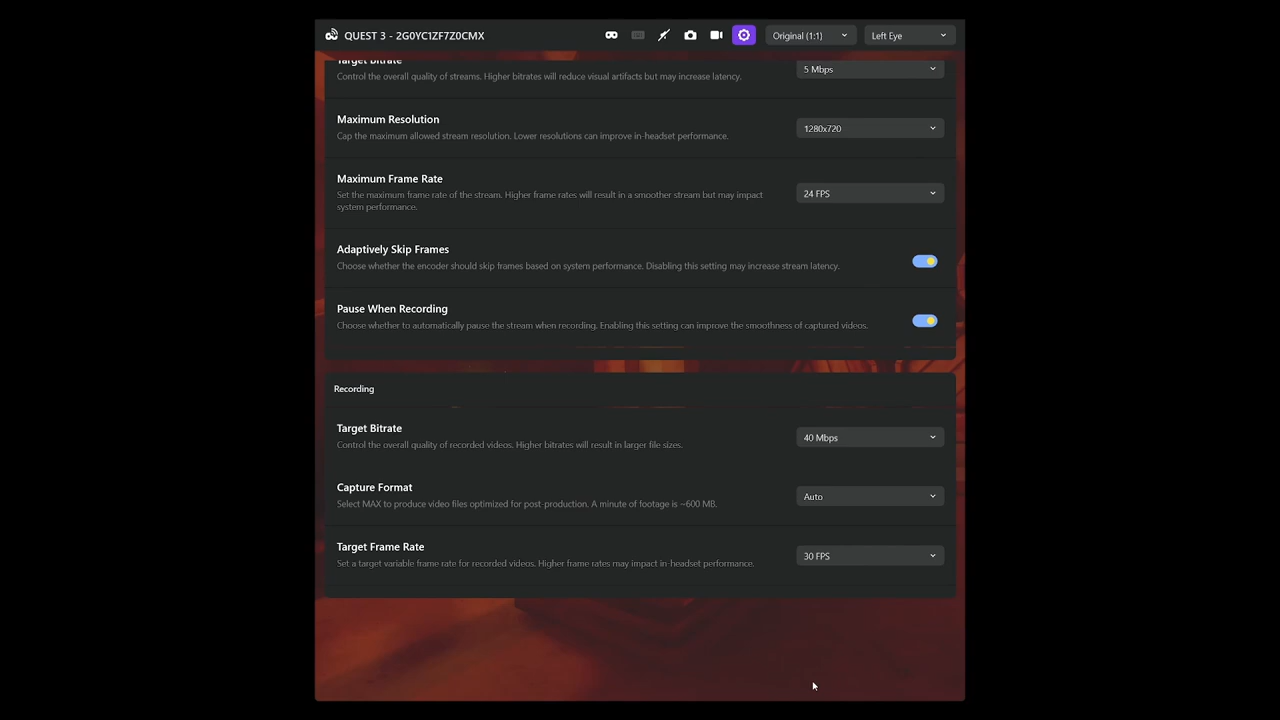 QUEST 3 - 2G0YC1ZF7Z0CMX
Original (1:1)
Left Eye
Target Bitrate
Control the overall quality of streams. Higher bitrates will reduce visual artifacts but may increase latency.
5 Mbps
Maximum Resolution
Cap the maximum allowed stream resolution. Lower resolutions can improve in-headset performance.
1280x720
Maximum Frame Rate
Set the maximum frame rate of the stream. Higher frame rates will result in a smoother stream but may impact
system performance.
24 FPS
Adaptively Skip Frames
Choose whether the encoder should skip frames based on system performance. Disabling this setting may increase stream latency.
Pause When Recording
Choose whether to automatically pause the stream when recording. Enabling this setting can improve the smoothness of captured videos.
Recording
Target Bitrate
Control the overall quality of recorded videos. Higher bitrates will result in larger file sizes.
40 Mbps
Capture Format
Select MAX to produce video files optimized for post-production. A minute of footage is ~600 MB.
Auto
Target Frame Rate
Set a target variable frame rate for recorded videos. Higher frame rates may impact in-headset performance.
30 FPS